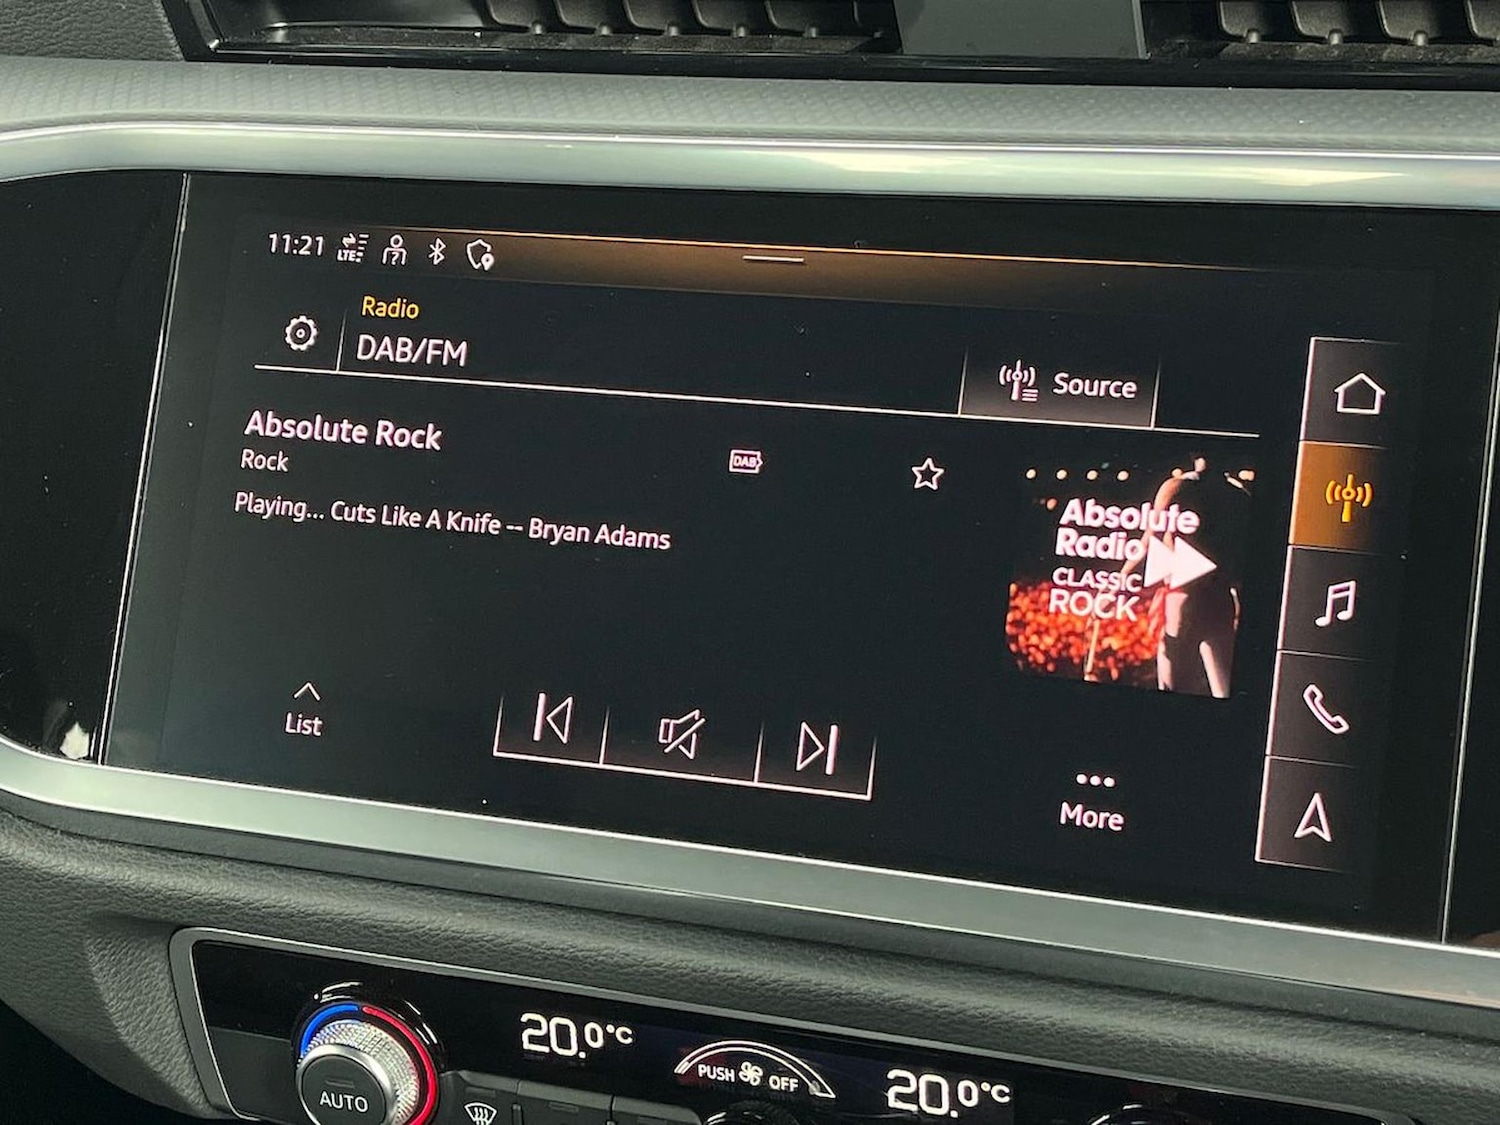 11:21 LTE
Radio
DAB/FM
Source
Absolute Rock
DAB
Rock
Playing... Cuts Like A Knife -- Bryan Adams
Absolute
Radio
CLASSIC
ROCK
List
More
20.0°C
PUSH OFF
20.0°C
AUTO